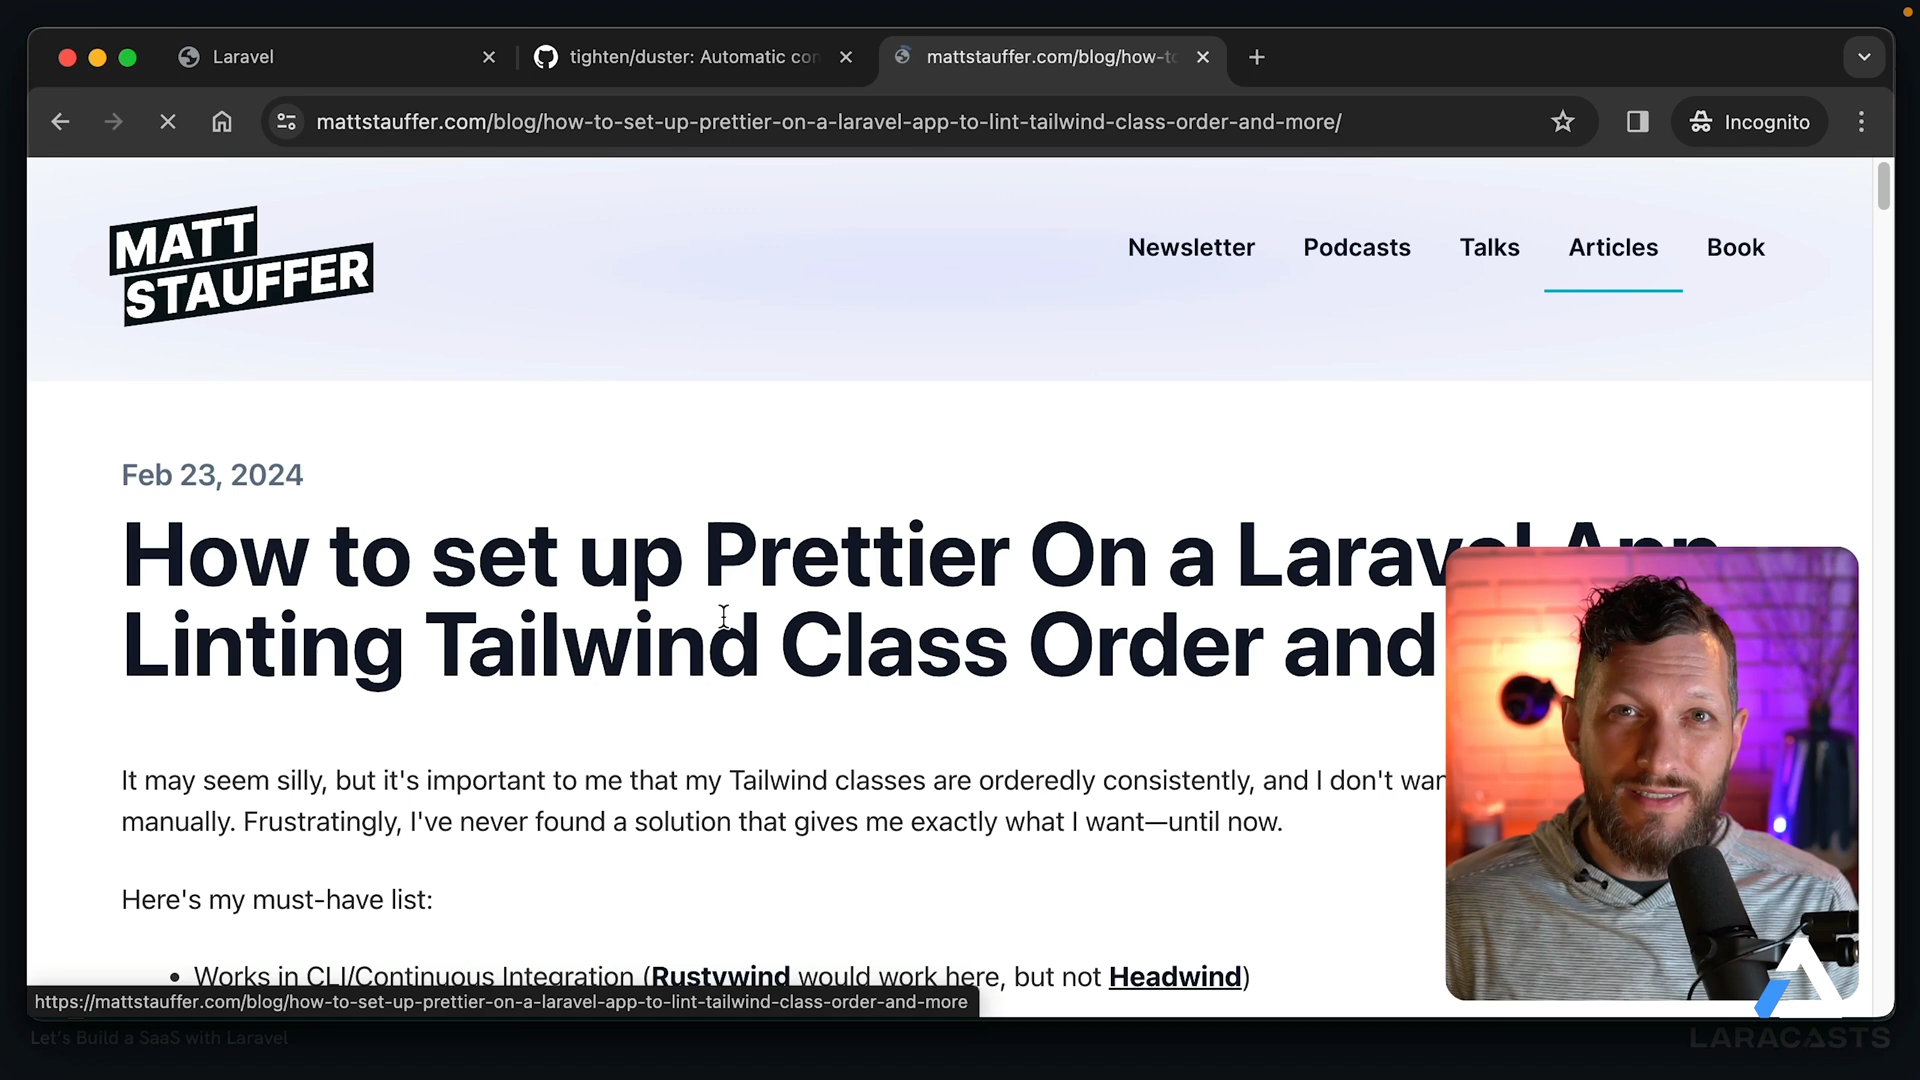 Laravel
tighten/duster: Automatic con
mattstauffer.com/blog/how-to
mattstauffer.com/blog/how-to-set-up-prettier-on-a-laravel-app-to-lint-tailwind-class-order-and-more/
Incognito
MATT
STAUFFER
Newsletter Podcasts Talks Articles Book
Feb 23, 2024
How to set up Prettier On a Laravel App
Linting Tailwind Class Order and
It may seem silly, but it's important to me that my Tailwind classes are orderedly consistently, and I don't wan
manually. Frustratingly, I've never found a solution that gives me exactly what I want—until now.
Here's my must-have list:
• Works in CLI/Continuous Integration (Rustywind would work here, but not Headwind)
https://mattstauffer.com/blog/how-to-set-up-prettier-on-a-laravel-app-to-lint-tailwind-class-order-and-more
Let's Build a SaaS with Laravel
LARACASTS